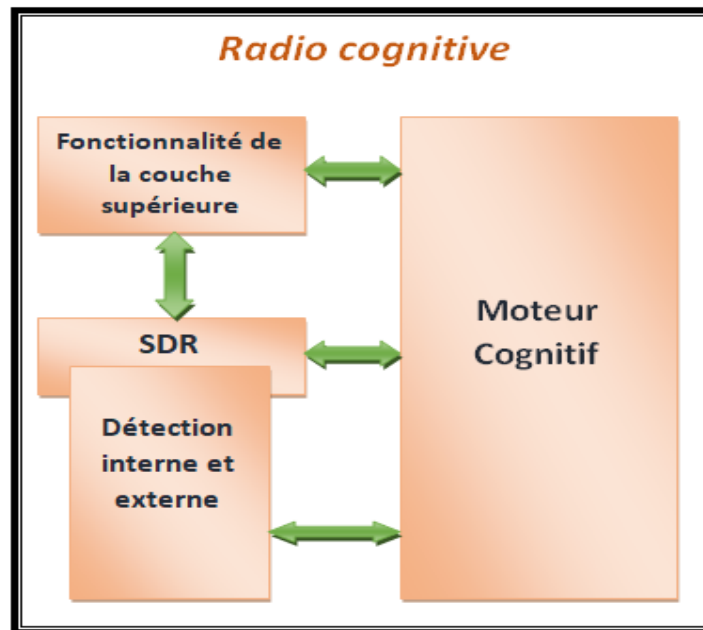 Radio cognitive
Fonctionnalité de
la couche
supérieure
SDR
Détection
interne et
externe
Moteur
Cognitif